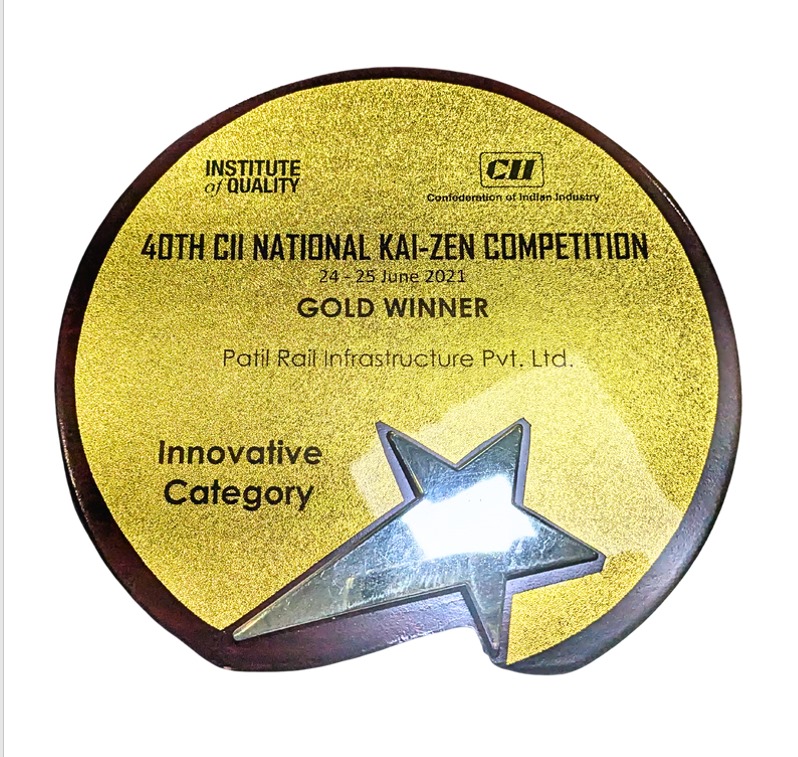 INSTITUTE
of QUALITY
CII
Confederation of Indian Industry
40TH CII NATIONAL KAI-ZEN COMPETITION
24 - 25 June 2021
GOLD WINNER
Patil Rail Infrastructure Pvt. Ltd.
Innovative
Category